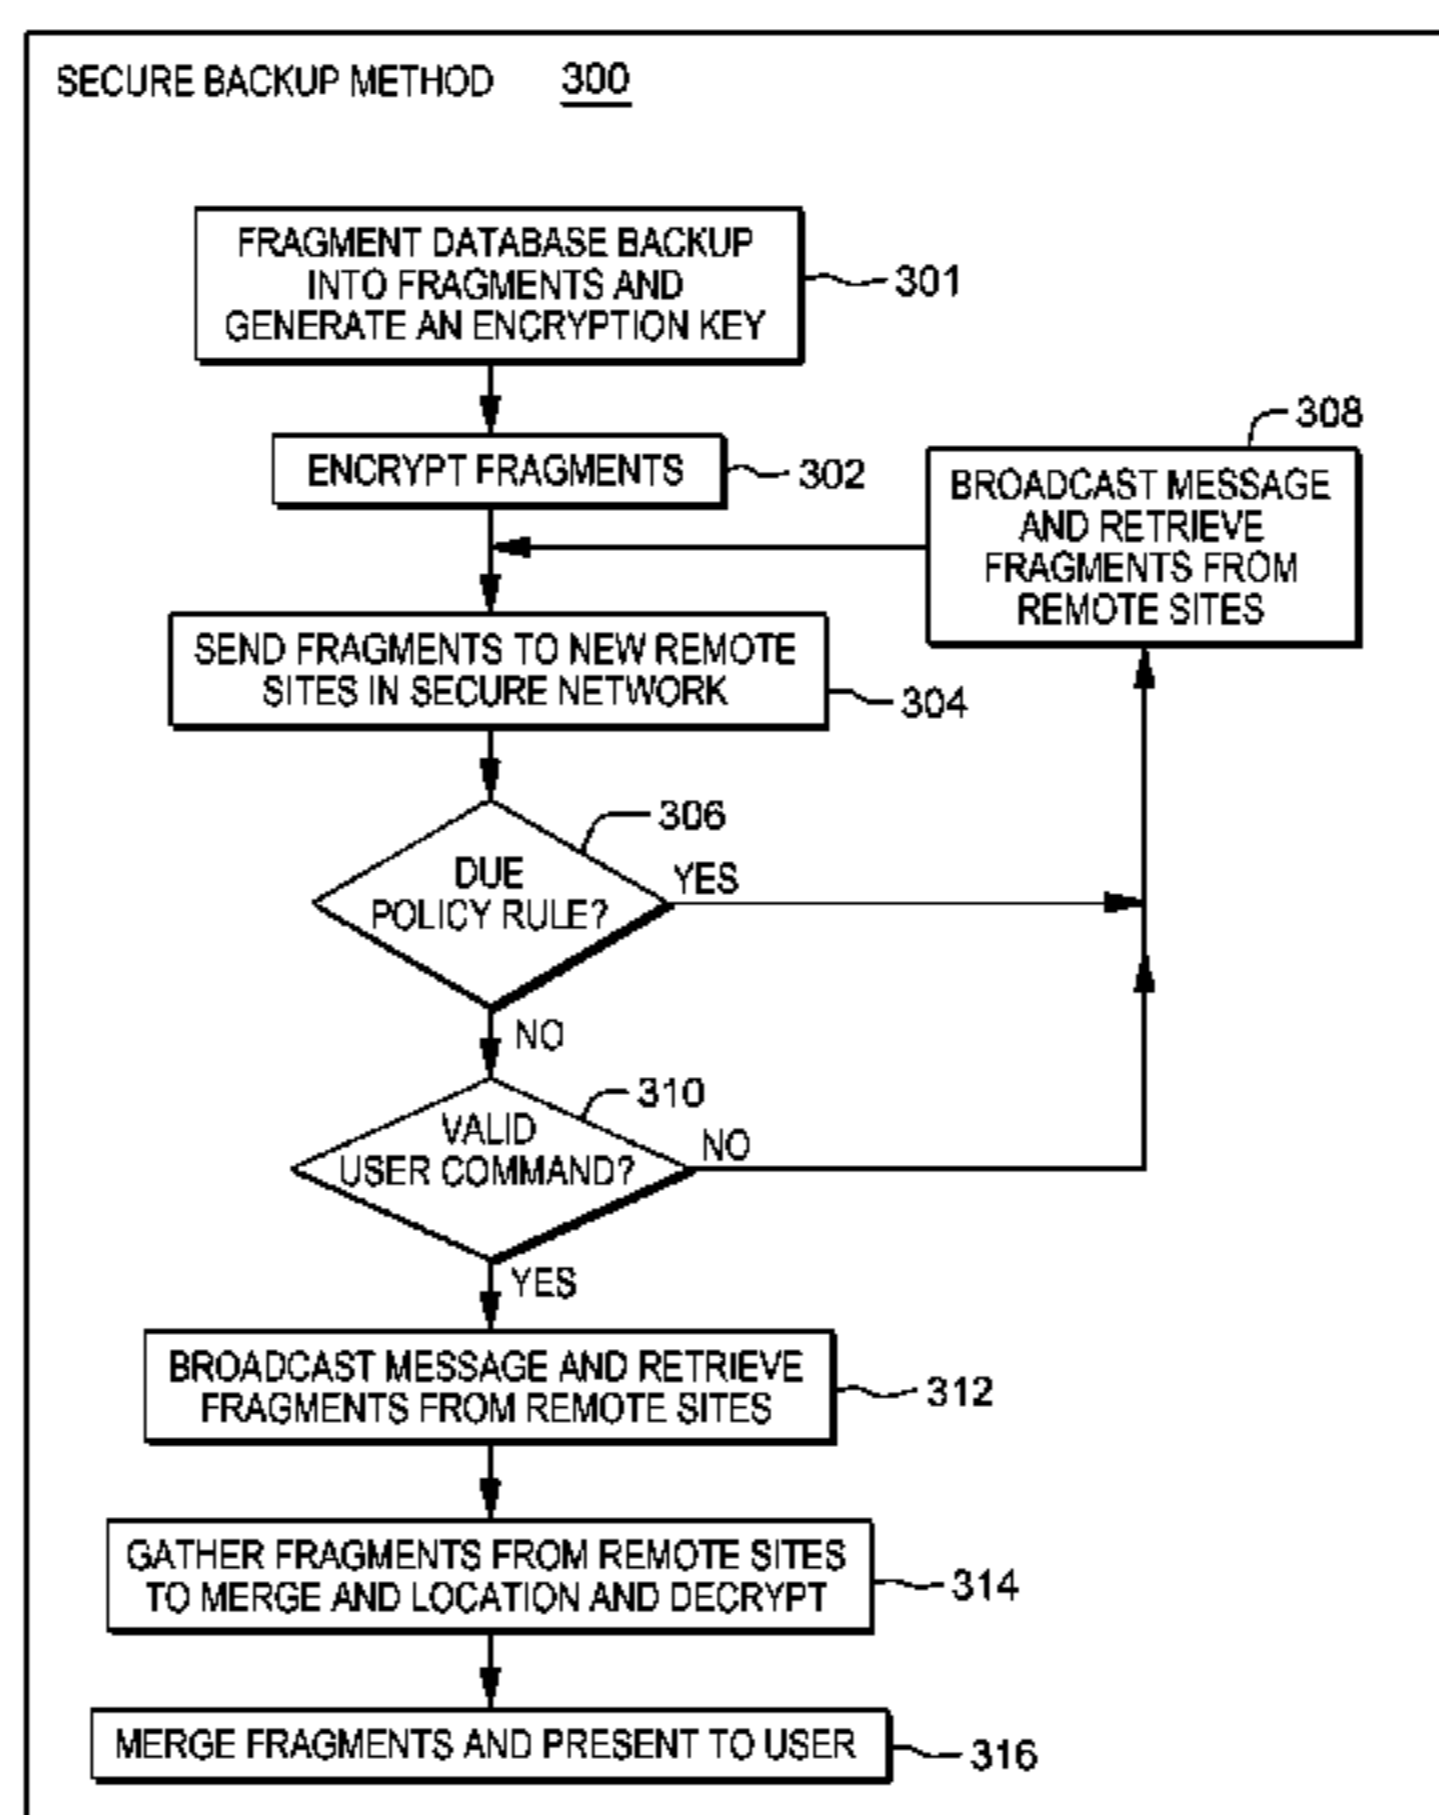 SECURE BACKUP METHOD 300
FRAGMENT DATABASE BACKUP
INTO FRAGMENTS AND
GENERATE AN ENCRYPTION KEY
301
ENCRYPT FRAGMENTS
302
308
BROADCAST MESSAGE
AND RETRIEVE
FRAGMENTS FROM
REMOTE SITES
SEND FRAGMENTS TO NEW REMOTE
SITES IN SECURE NETWORK
304
306
DUE
POLICY RULE?
YES
NO
310
VALID
USER COMMAND?
NO
YES
BROADCAST MESSAGE AND RETRIEVE
FRAGMENTS FROM REMOTE SITES
312
GATHER FRAGMENTS FROM REMOTE SITES
TO MERGE AND LOCATION AND DECRYPT
314
MERGE FRAGMENTS AND PRESENT TO USER
316